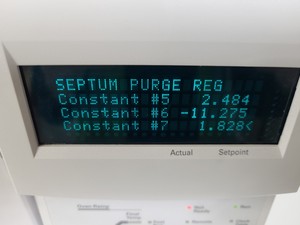 SEPTUM PURGE REG
Constant #5 2.484
Constant #6 -11.275
Constant #7 1.828<
Actual Setpoint